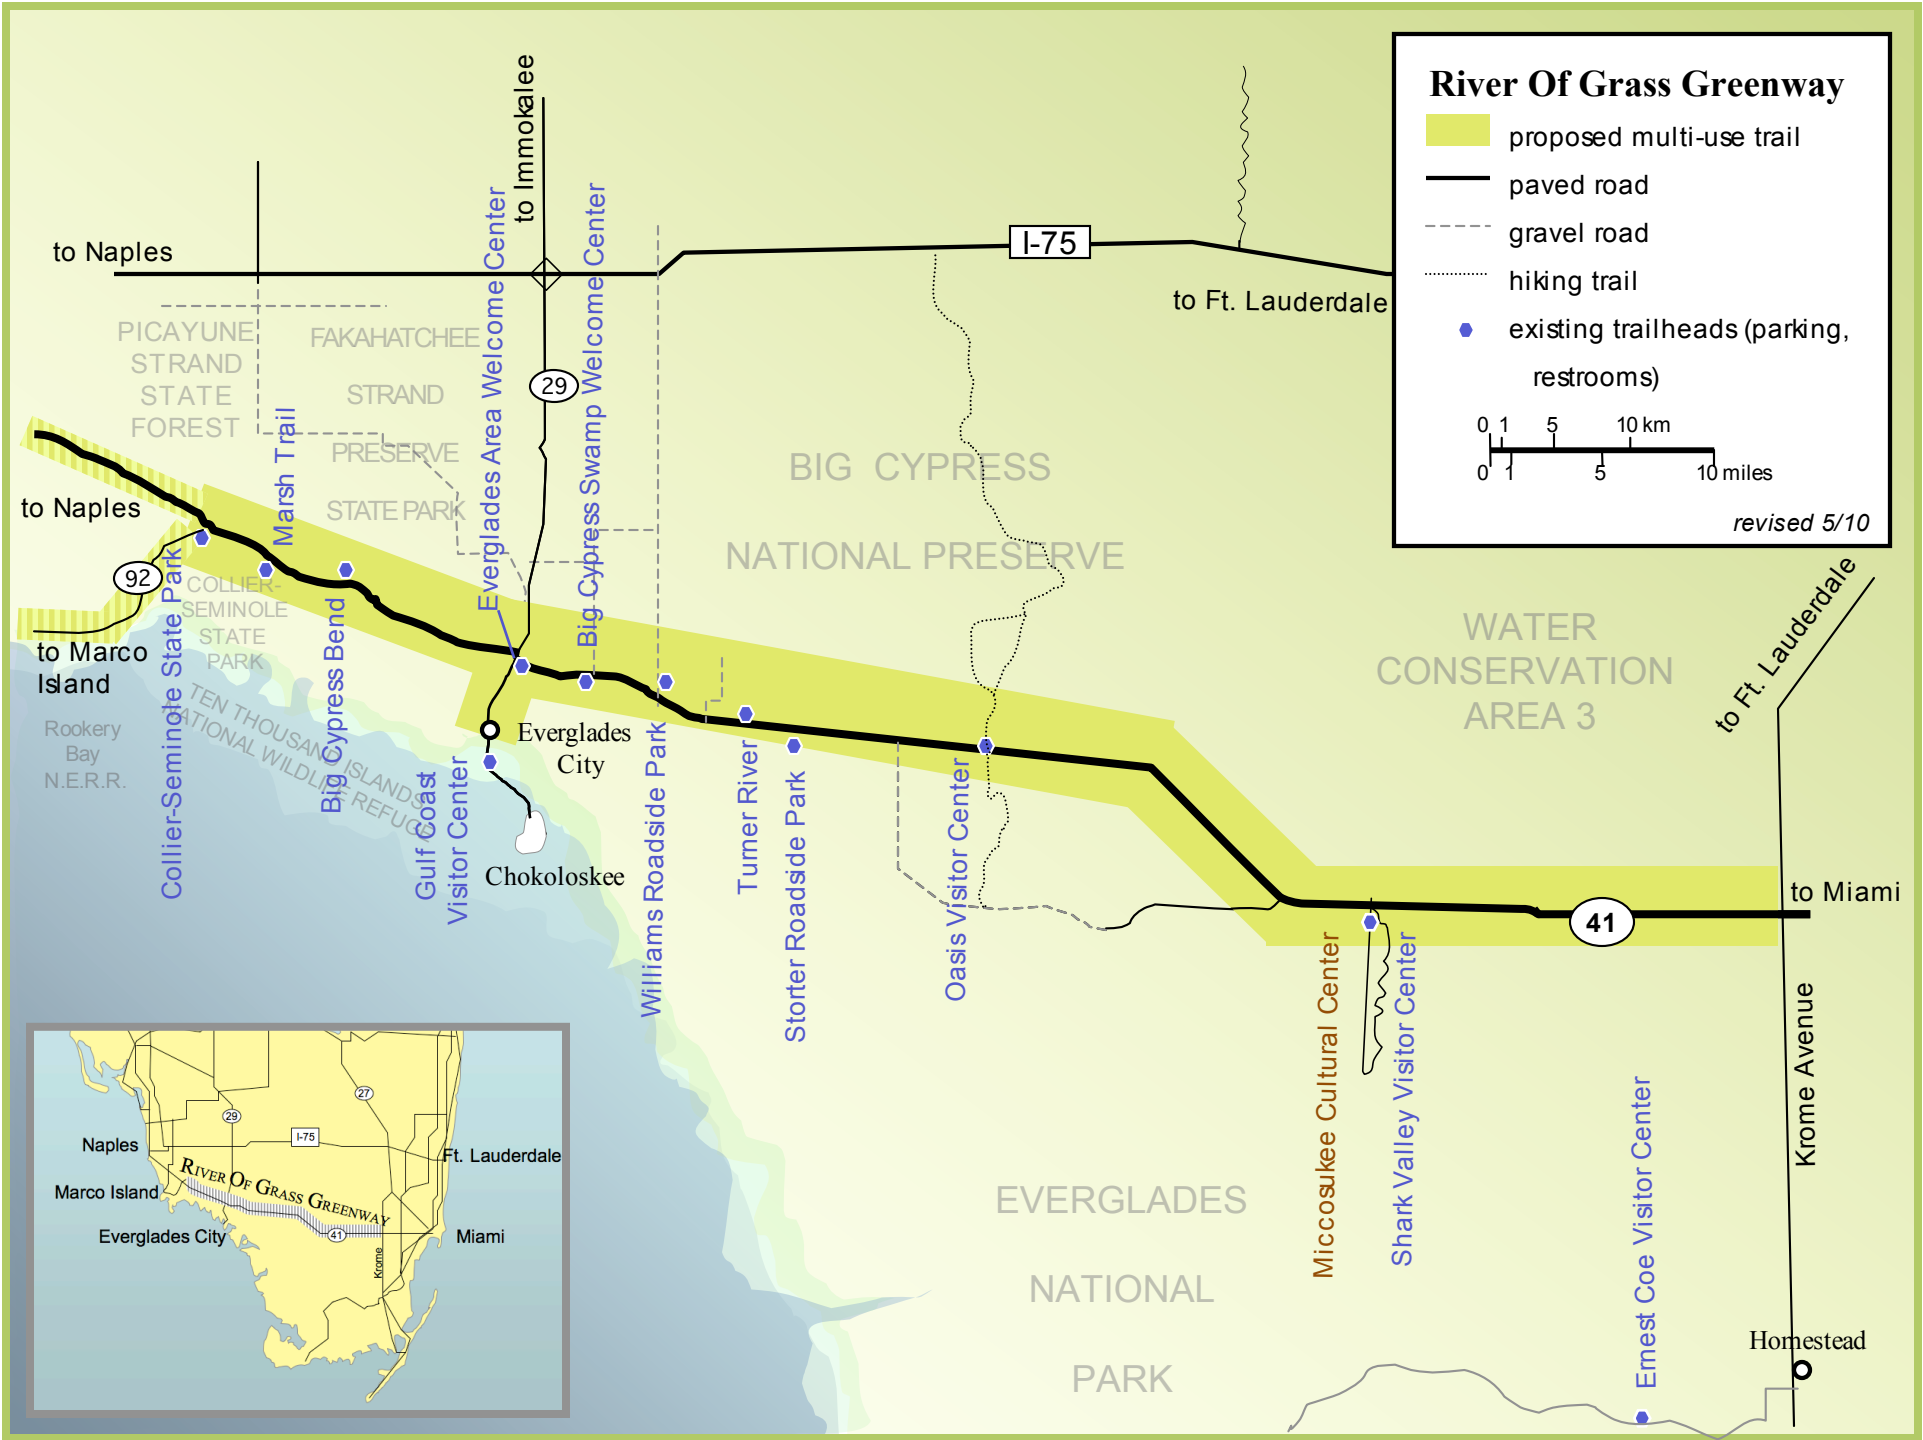 River Of Grass Greenway
proposed multi-use trail
paved road
gravel road
hiking trail
existing trailheads (parking,
restrooms)
0 1 5 10 km
0 1 5 10 miles
revised 5/10
to Immokalee
to Naples
I-75
to Ft. Lauderdale
29
PICAYUNE
STRAND
STATE
FOREST
FAKAHATCHEE
STRAND
PRESERVE
STATE PARK
Everglades Area Welcome Center
Big Cypress Swamp Welcome Center
Marsh Trail
BIG CYPRESS
NATIONAL PRESERVE
to Naples
92
Collier-Seminole State Park
COLLIER-
SEMINOLE
STATE
PARK
Big Cypress Bend
to Marco
Island
WATER
CONSERVATION
AREA 3
to Ft. Lauderdale
TEN THOUSAND ISLANDS
NATIONAL WILDLIFE REFUGE
Rookery
Bay
N.E.R.R.
Everglades
City
Gulf Coast
Visitor Center
Chokoloskee
Williams Roadside Park
Turner River
Storter Roadside Park
Oasis Visitor Center
41
to Miami
Miccosukee Cultural Center
Shark Valley Visitor Center
Krome Avenue
Ernest Coe Visitor Center
EVERGLADES
NATIONAL
PARK
Homestead
29
27
I-75
Naples
Ft. Lauderdale
RIVER OF GRASS GREENWAY
Marco Island
Everglades City
41
Miami
Krome